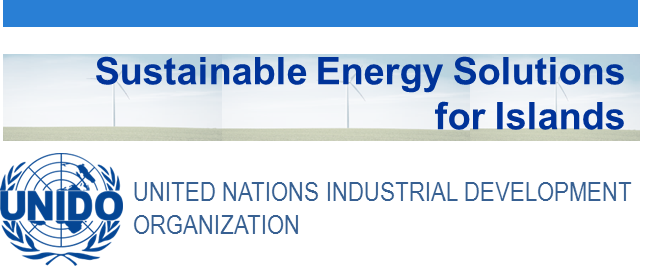 Sustainable Energy Solutions
for Islands
UNIDO
UNITED NATIONS INDUSTRIAL DEVELOPMENT
ORGANIZATION